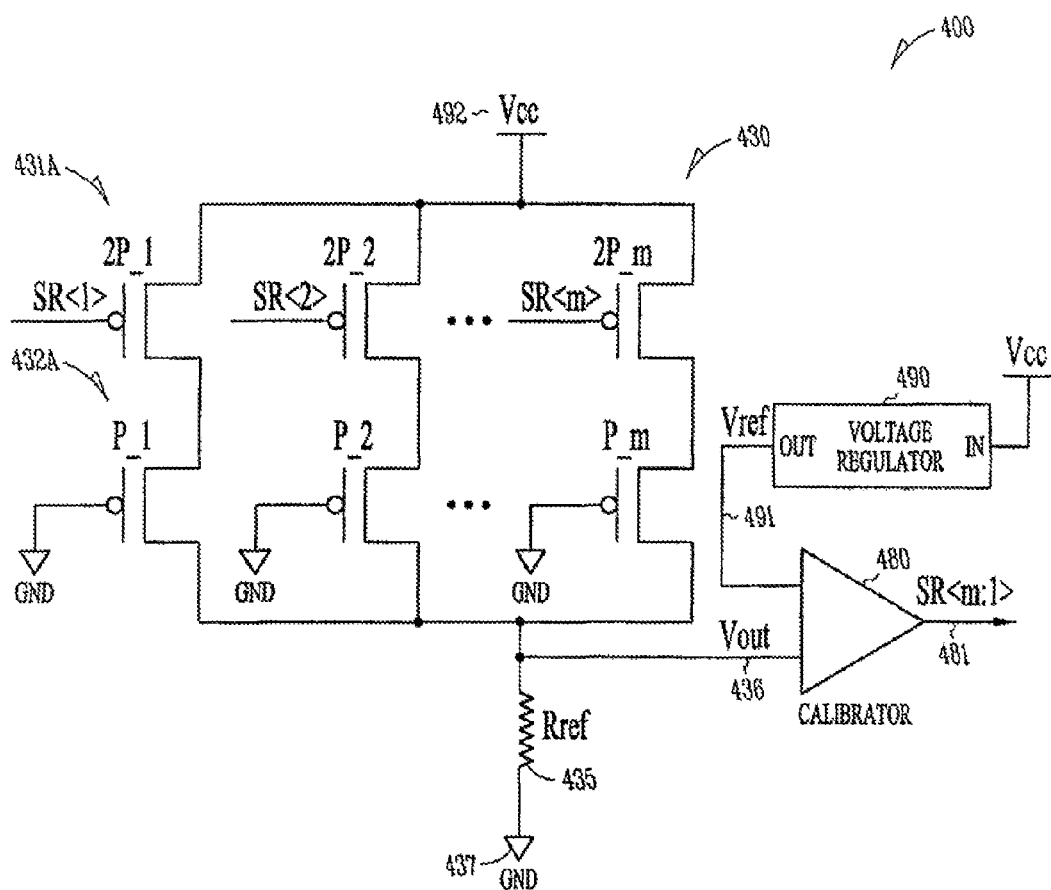 400
492
Vcc
430
431A
2P_1
2P_2
2P_m
SR<1>
SR<2>
SR<m>
432A
P_1
P_2
P_m
GND
GND
GND
Vcc
490
Vref
OUT
VOLTAGE
REGULATOR
IN
491
480
SR<m:1>
481
Vout
436
CALIBRATOR
Rref
435
437
GND